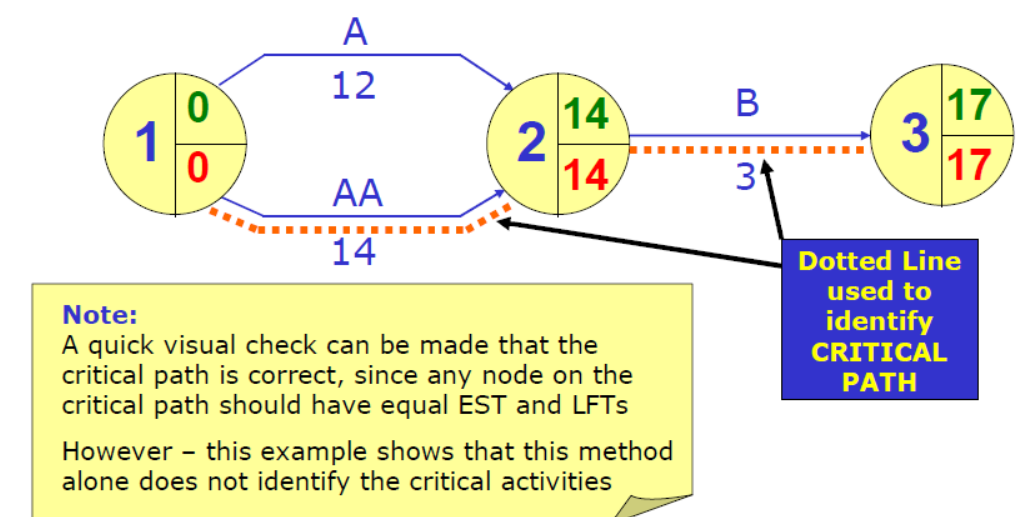 A
12
1
0
0
AA
14
2
14
14
B
3
3
17
17
Dotted Line
used to
identify
CRITICAL
PATH
Note:
A quick visual check can be made that the
critical path is correct, since any node on the
critical path should have equal EST and LFTs
However – this example shows that this method
alone does not identify the critical activities